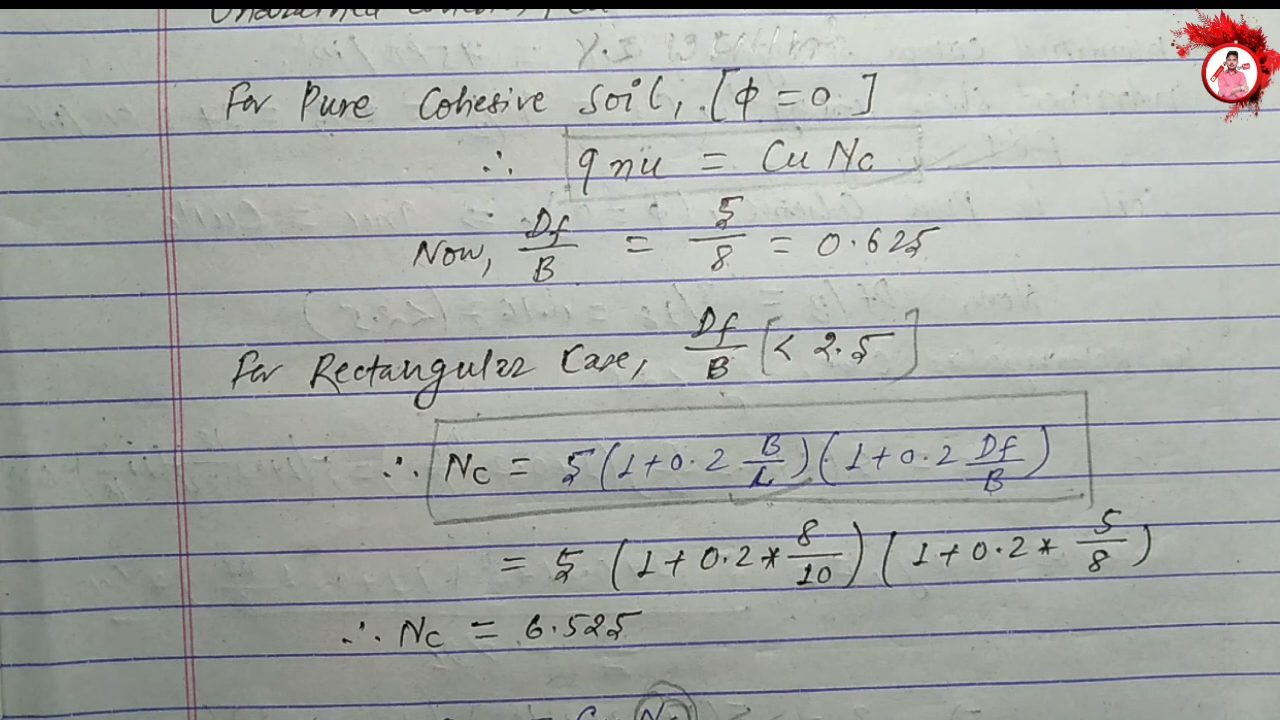 For Pure Cohesive Soil, [ϕ = 0]
∴ qnu = Cu Nc
Now, Df/B = 5/8 = 0.625
For Rectangular Case, Df/B [< 2.5]
∴ Nc = 5(1+0.2 B/L)(1+0.2 Df/B)
= 5 (1+0.2*8/10)(1+0.2*5/8)
∴ Nc = 6.525